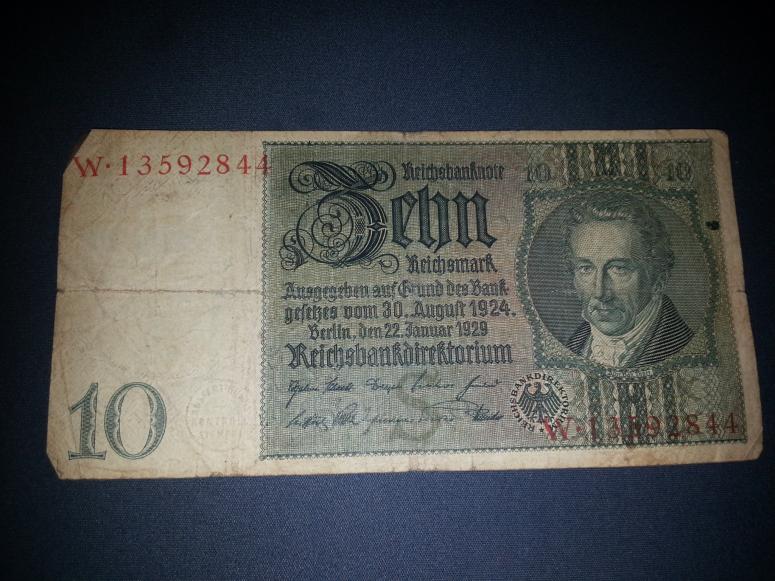 W·13592844
Reichsbanknote
10 10
Zehn
Reichsmark
Ausgegeben auf Grund des Bank-
gesetzes vom 30. August 1924.
Berlin, den 22. Januar 1929
Reichsbankdirektorium
REICHSBANKDIREKTORIUM
S
W·13592844
10